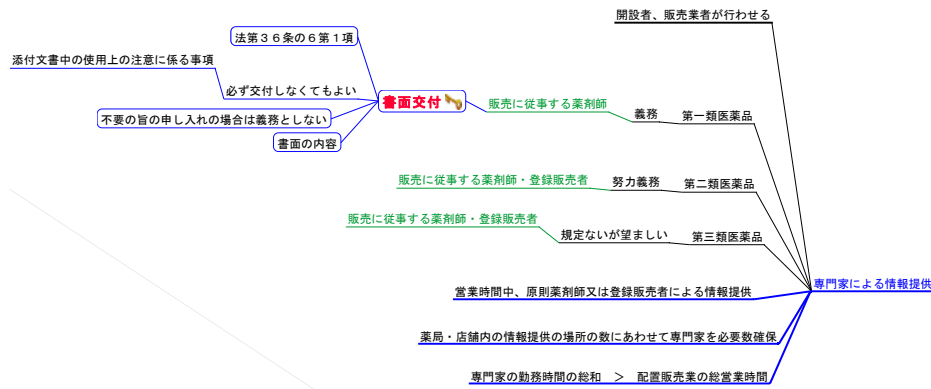 開設者、販売業者が行わせる
法第３６条の６第１項
添付文書中の使用上の注意に係る事項
必ず交付しなくてもよい
書面交付
販売に従事する薬剤師
義務
第一類医薬品
不要の旨の申し入れの場合は義務としない
書面の内容
販売に従事する薬剤師・登録販売者
努力義務
第二類医薬品
販売に従事する薬剤師・登録販売者
規定ないが望ましい
第三類医薬品
専門家による情報提供
営業時間中、原則薬剤師又は登録販売者による情報提供
薬局・店舗内の情報提供の場所の数にあわせて専門家を必要数確保
専門家の勤務時間の総和　＞　配置販売業の総営業時間